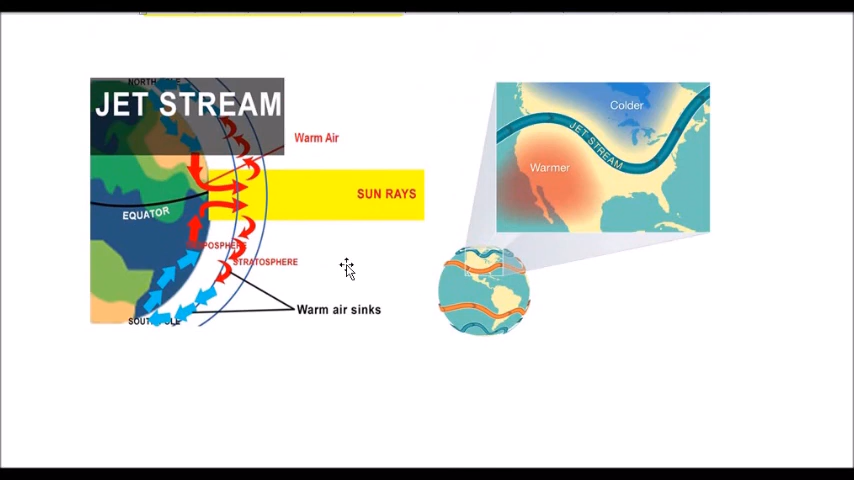 JET STREAM
Warm Air
SUN RAYS
EQUATOR
STRATOSPHERE
Warm air sinks
Colder
JET STREAM
Warmer